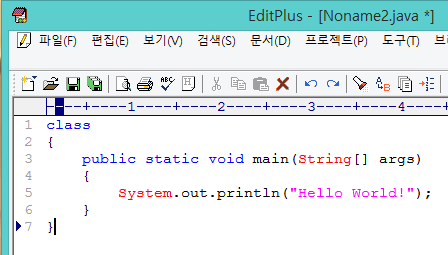 EditPlus - [Noname2.java *]
파일(F) 편집(E) 보기(V) 검색(S) 문서(D) 프로젝트(P) 도구(T)
----+----1----+----2----+----3----+----4----
1 class
2 {
3 public static void main(String[] args)
4 {
5 System.out.println("Hello World!");
6 }
7 }